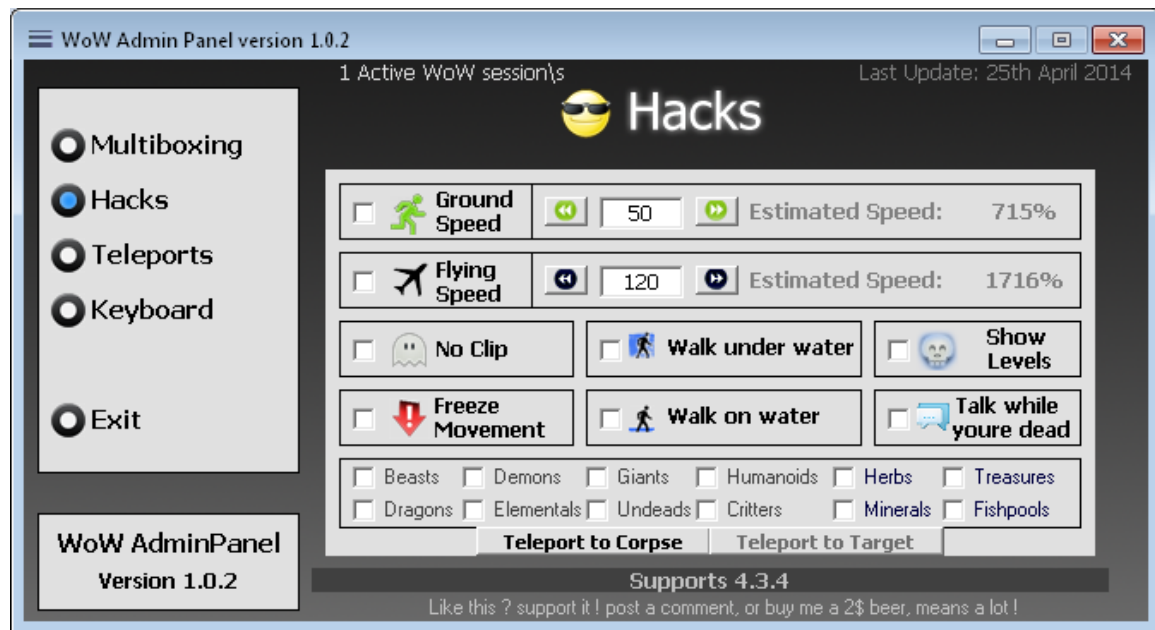 WoW Admin Panel version 1.0.2
1 Active WoW session\s
Last Update: 25th April 2014
Hacks
Multiboxing
Hacks
Teleports
Keyboard
Exit
WoW AdminPanel
Version 1.0.2
Ground
Speed
50
Estimated Speed: 715%
Flying
Speed
120
Estimated Speed: 1716%
No Clip
Walk under water
Show
Levels
Freeze
Movement
Walk on water
Talk while
youre dead
Beasts Demons Giants Humanoids Herbs Treasures
Dragons Elementals Undeads Critters Minerals Fishpools
Teleport to Corpse Teleport to Target
Supports 4.3.4
Like this ? support it ! post a comment, or buy me a 2$ beer, means a lot !